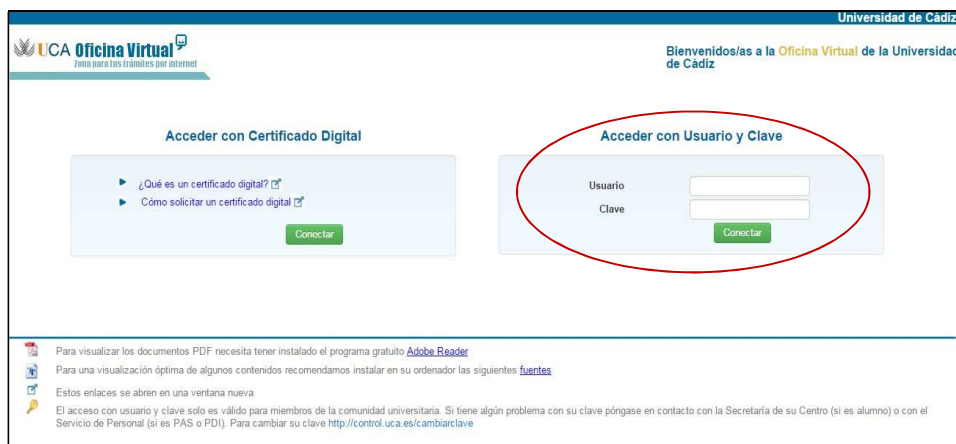 Universidad de Cádiz
UCA Oficina Virtual
Zona para tus trámites por internet
Bienvenidos/as a la Oficina Virtual de la Universidad
de Cádiz
Acceder con Certificado Digital
¿Qué es un certificado digital?
Cómo solicitar un certificado digital
Conectar
Acceder con Usuario y Clave
Usuario
Clave
Conectar
Para visualizar los documentos PDF necesita tener instalado el programa gratuito Adobe Reader
Para una visualización óptima de algunos contenidos recomendamos instalar en su ordenador las siguientes fuentes
Estos enlaces se abren en una ventana nueva
El acceso con usuario y clave solo es válido para miembros de la comunidad universitaria. Si tiene algún problema con su clave póngase en contacto con la Secretaría de su Centro (si es alumno) o con el
Servicio de Personal (si es PAS o PDI). Para cambiar su clave http://control.uca.es/cambiarclave